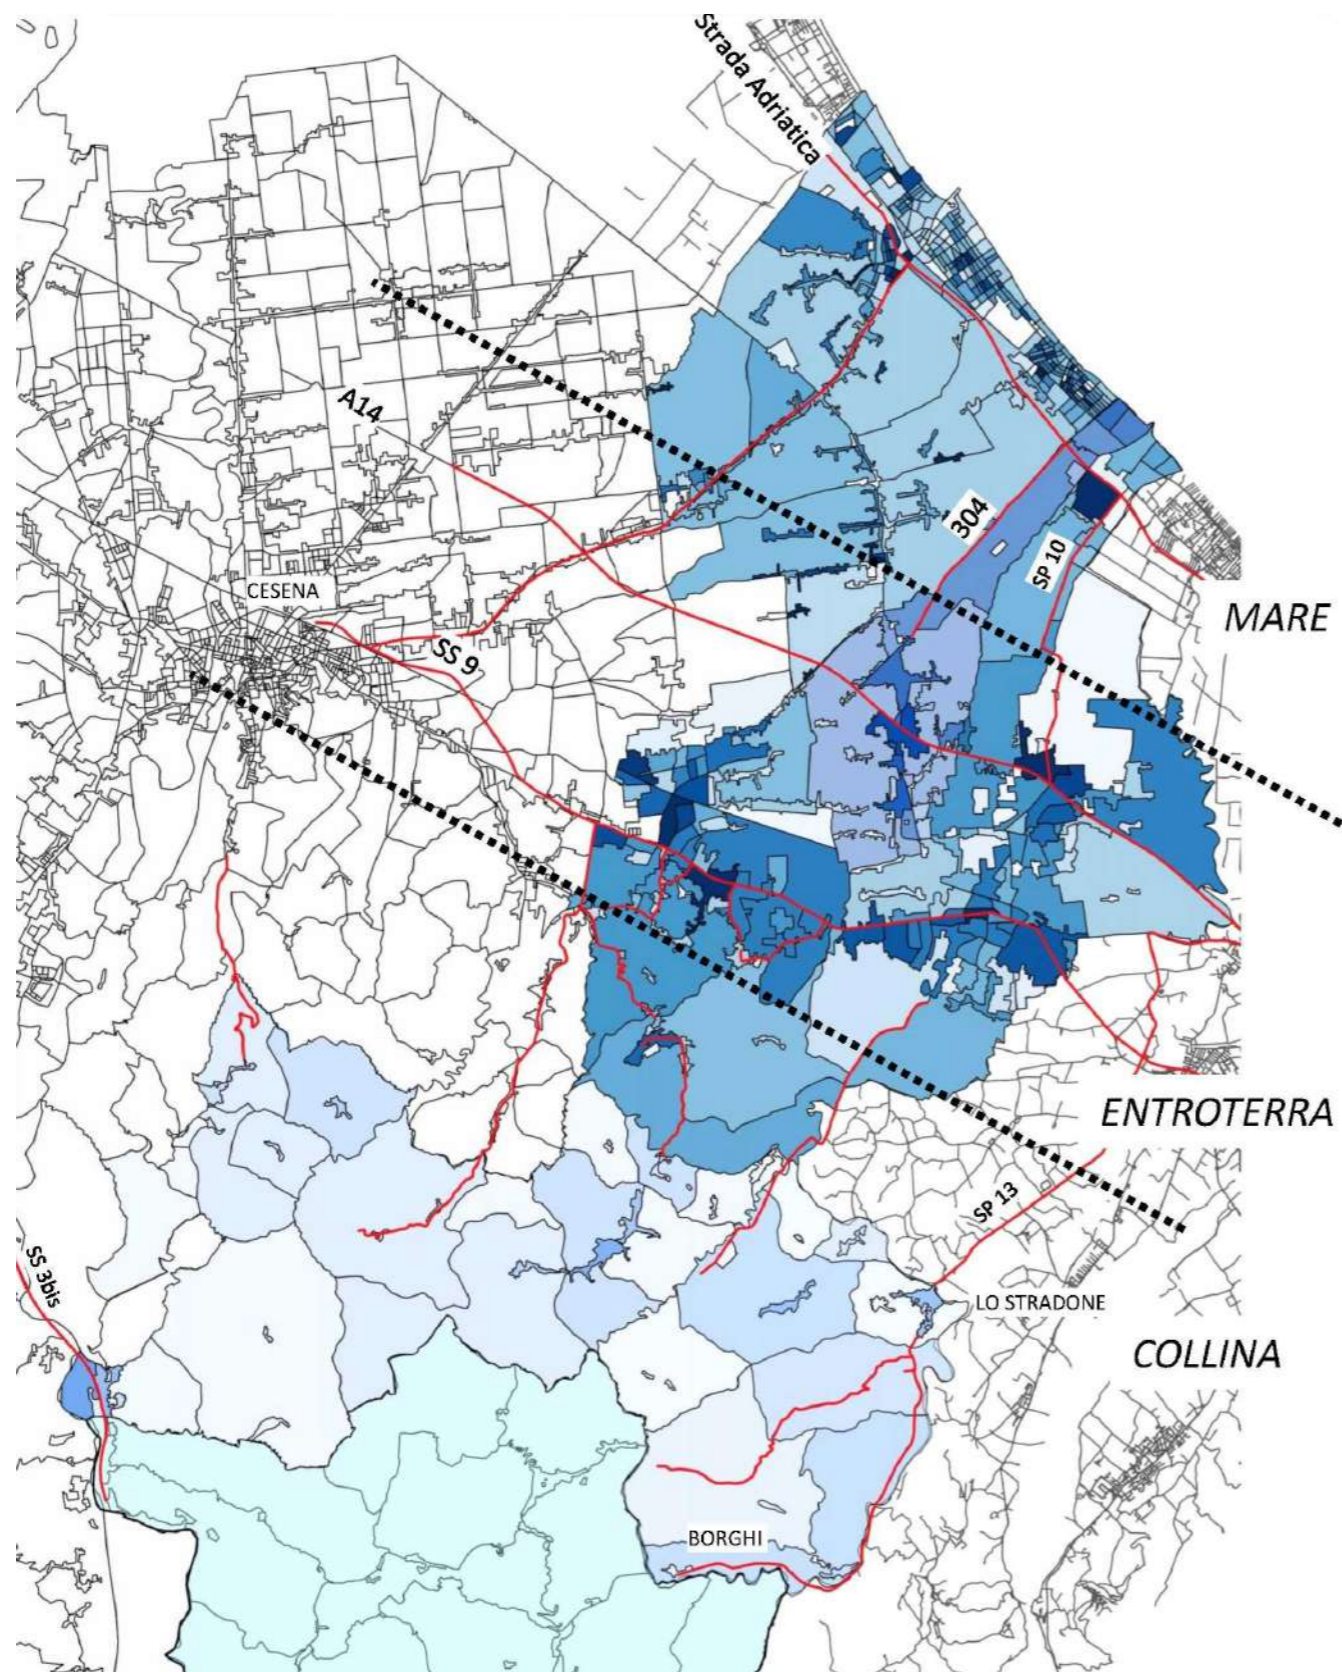 Strada Adriatica
A14
304
SP 10
CESENA
MARE
SS 9
ENTROTERRA
SP 13
SS 3bis
LO STRADONE
COLLINA
BORGHI